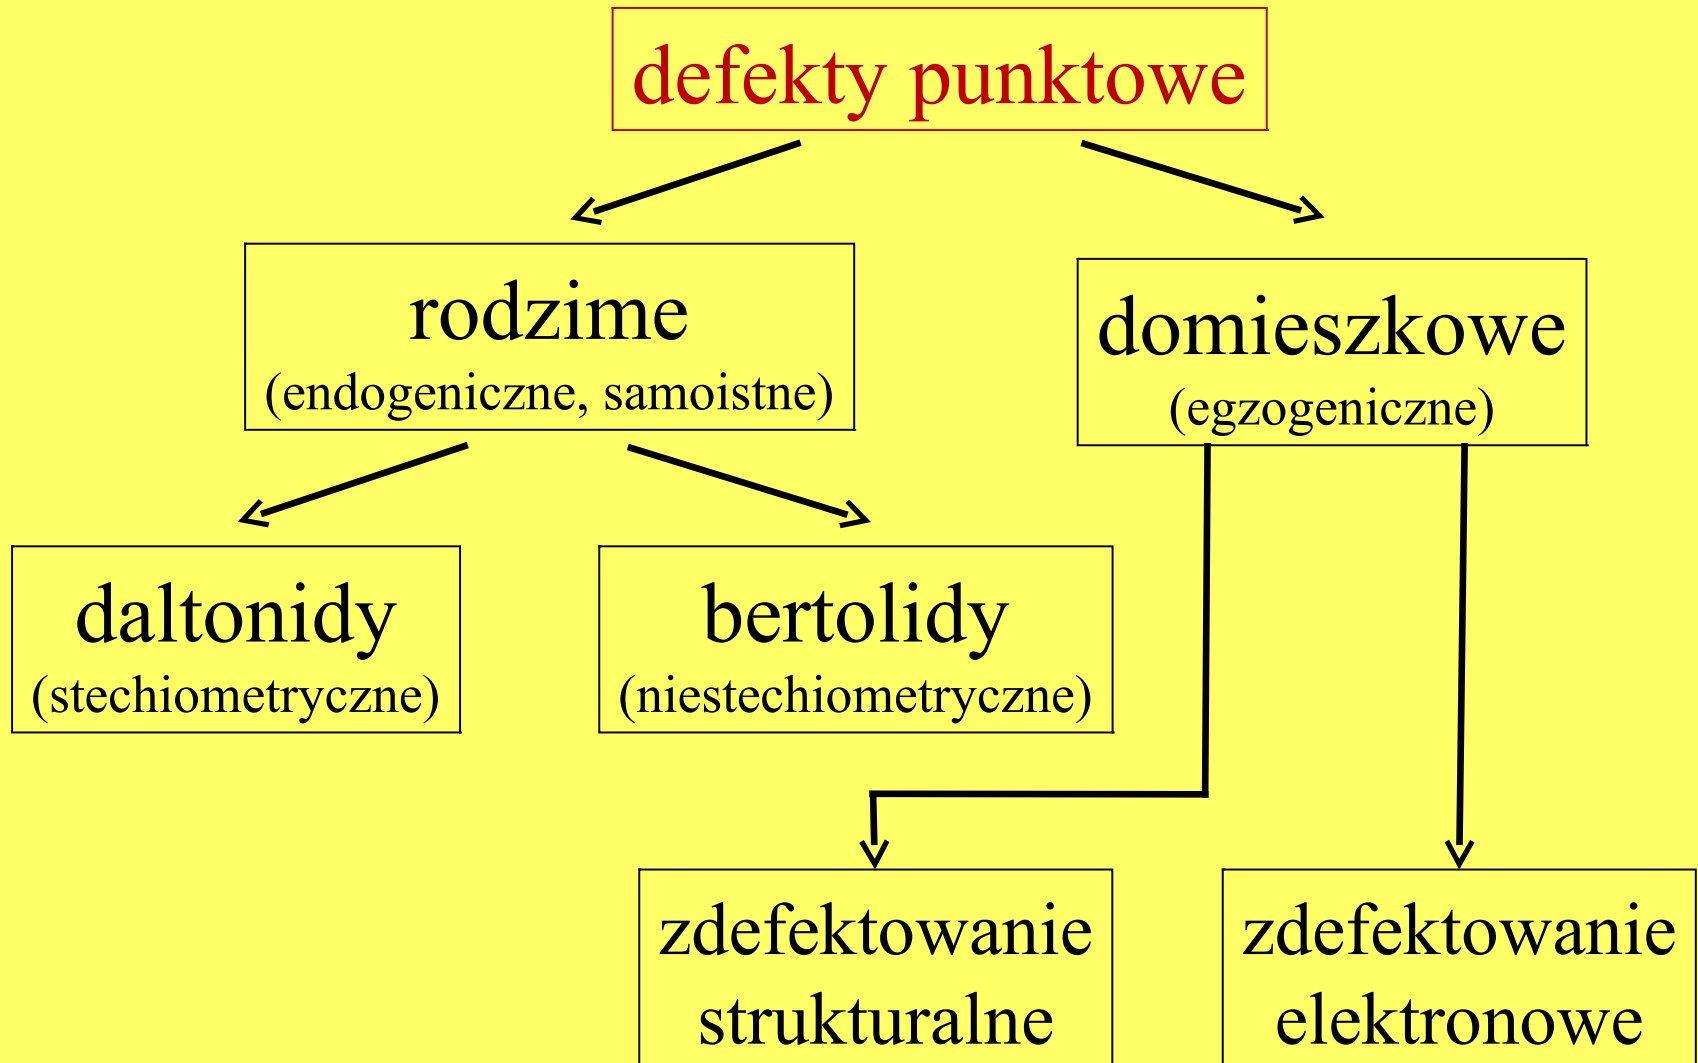 defekty punktowe
rodzime
(endogeniczne, samoistne)
domieszkowe
(egzogeniczne)
daltonidy
(stechiometryczne)
bertolidy
(niestechiometryczne)
zdefektowanie
strukturalne
zdefektowanie
elektronowe